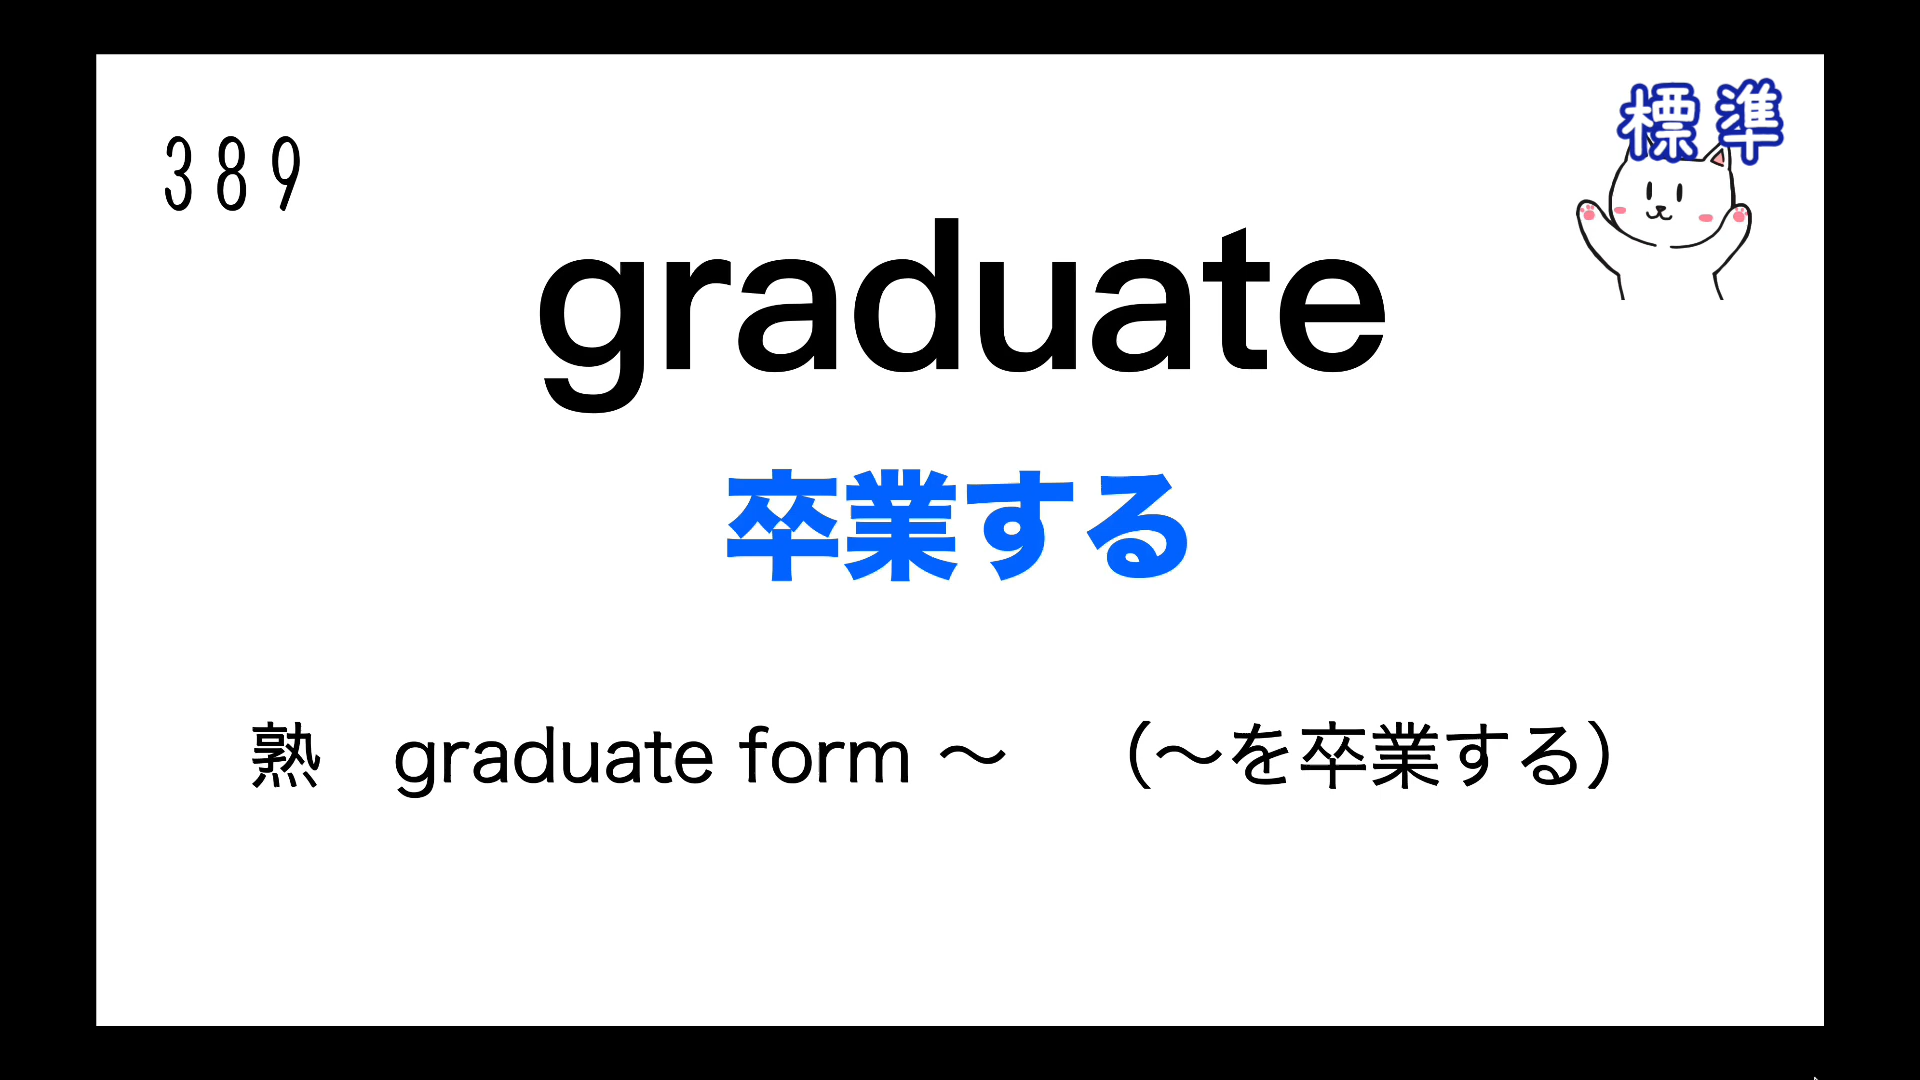 標準
３８９
graduate
卒業する
熟　graduate form ～　（～を卒業する）